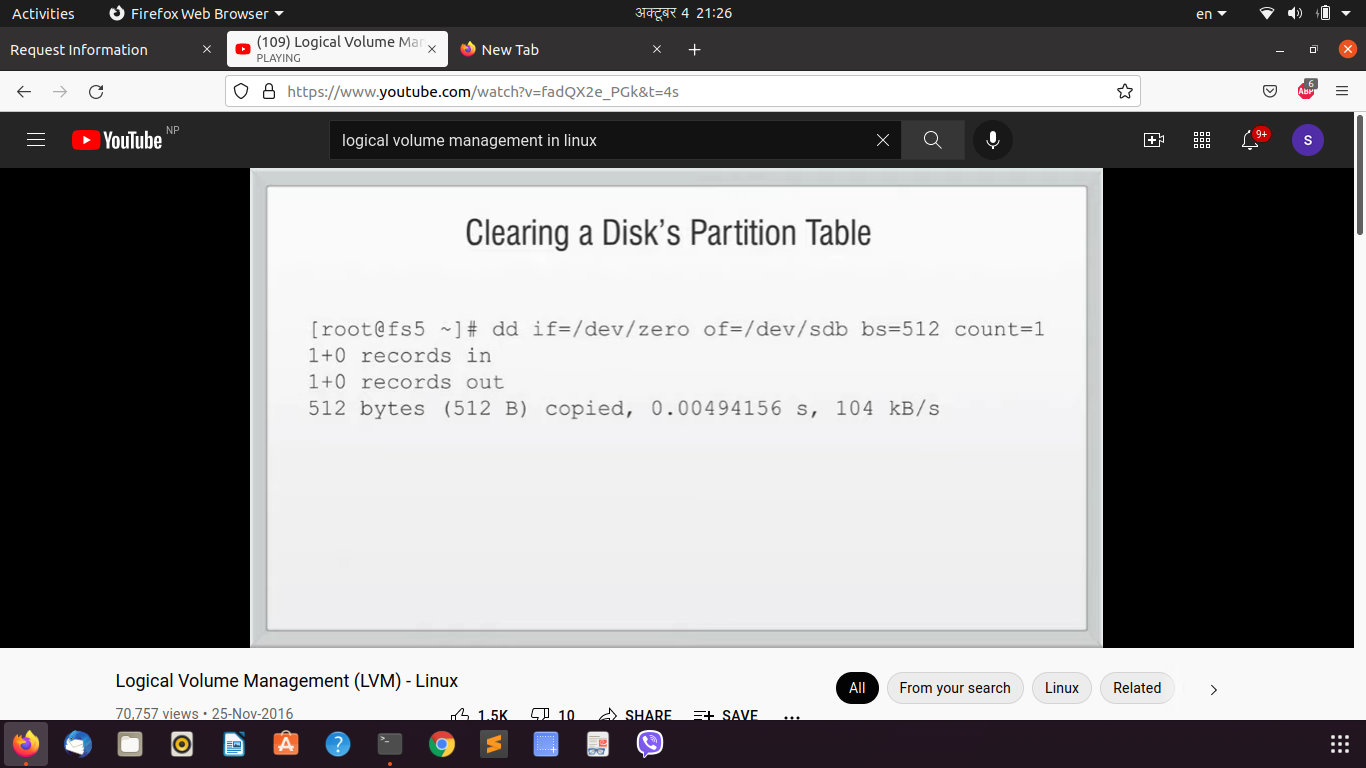 Activities Firefox Web Browser अक्टूबर 4 21:26 en
Request Information (109) Logical Volume Mar New Tab
PLAYING
https://www.youtube.com/watch?v=fadQX2e_PGk&t=4s ABP 6
YouTube NP logical volume management in linux 9+ S
Clearing a Disk's Partition Table
[root@fs5 ~]# dd if=/dev/zero of=/dev/sdb bs=512 count=1
1+0 records in
1+0 records out
512 bytes (512 B) copied, 0.00494156 s, 104 kB/s
Logical Volume Management (LVM) - Linux All From your search Linux Related
70,757 views • 25-Nov-2016 1.5K 10 SHARE SAVE